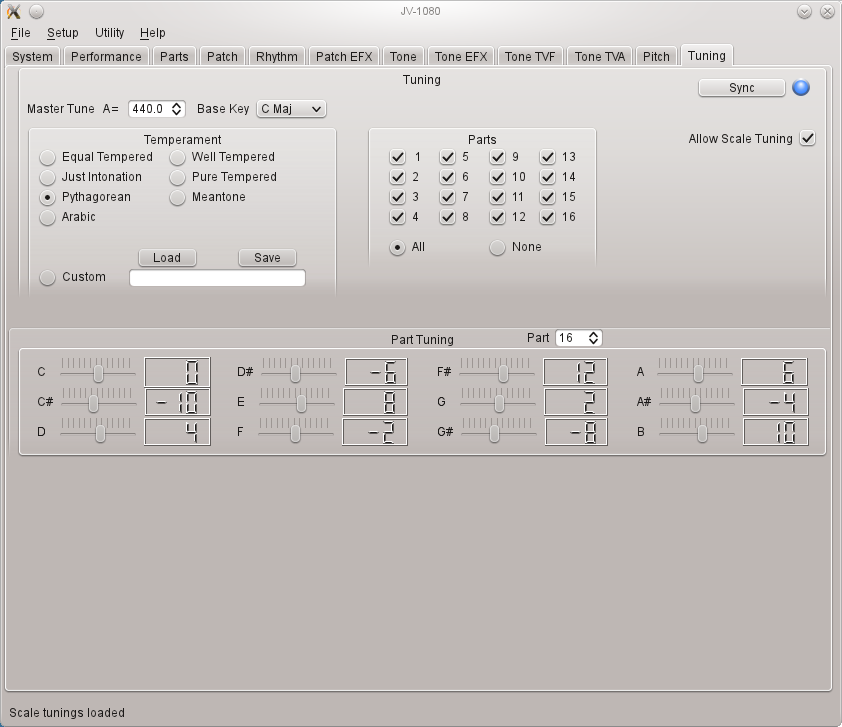 JV-1080
File Setup Utility Help
System Performance Parts Patch Rhythm Patch EFX Tone Tone EFX Tone TVF Tone TVA Pitch Tuning
Tuning
Sync
Master Tune A= 440.0 Base Key C Maj
Allow Scale Tuning
Temperament
Equal Tempered Well Tempered
Just Intonation Pure Tempered
Pythagorean Meantone
Arabic
Load Save
Custom
Parts
1 5 9 13
2 6 10 14
3 7 11 15
4 8 12 16
All None
Part Tuning Part 16
C 0 D# -6 F# 12 A 6
C# -10 E 8 G 2 A# -4
D 4 F -2 G# -8 B 10
Scale tunings loaded